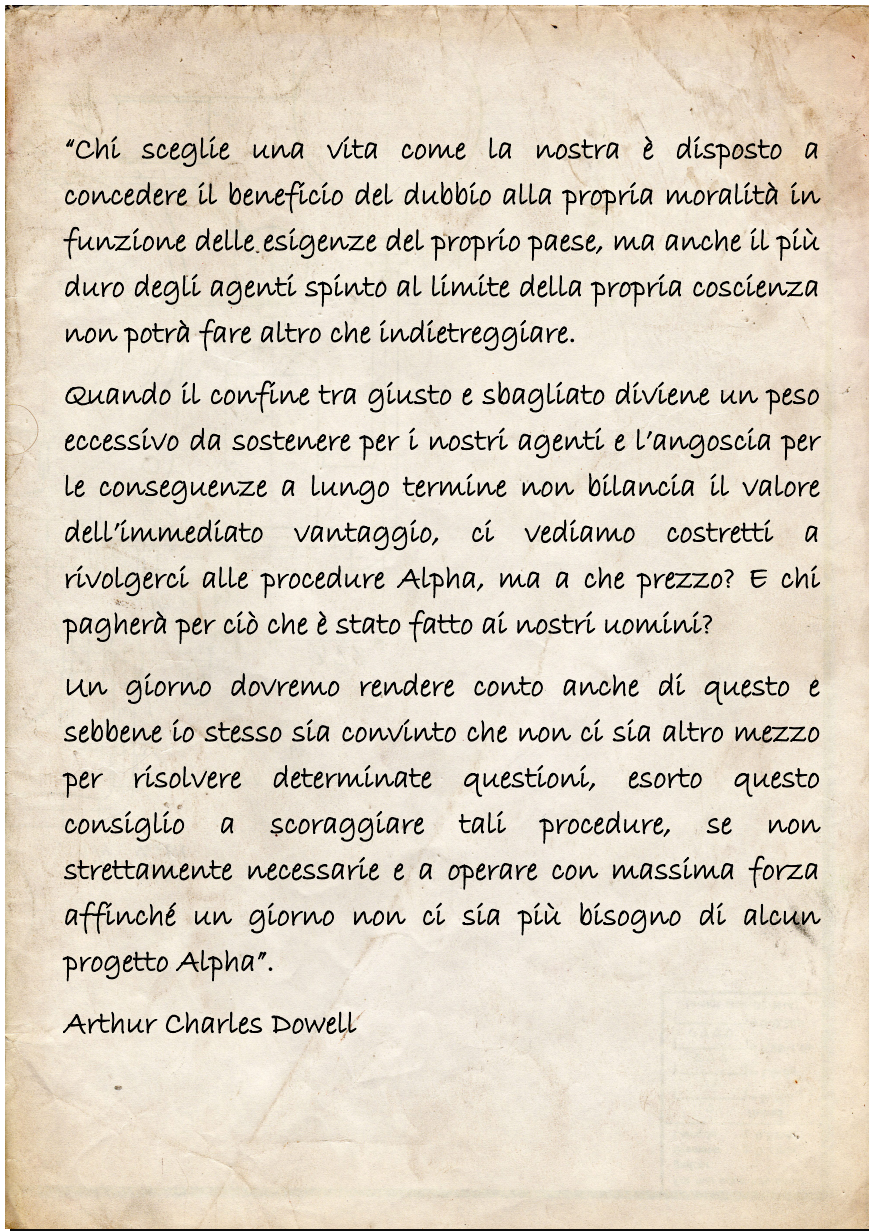 “Chi sceglie una vita come la nostra è disposto a
concedere il beneficio del dubbio alla propria moralità in
funzione delle esigenze del proprio paese, ma anche il più
duro degli agenti spinto al limite della propria coscienza
non potrà fare altro che indietreggiare.
Quando il confine tra giusto e sbagliato diviene un peso
eccessivo da sostenere per i nostri agenti e l’angoscia per
le conseguenze a lungo termine non bilancia il valore
dell’immediato vantaggio, ci vediamo costretti a
rivolgerci alle procedure Alpha, ma a che prezzo? E chi
pagherà per ciò che è stato fatto ai nostri uomini?
Un giorno dovremo rendere conto anche di questo e
sebbene io stesso sia convinto che non ci sia altro mezzo
per risolvere determinate questioni, esorto questo
consiglio a scoraggiare tali procedure, se non
strettamente necessarie e a operare con massima forza
affinché un giorno non ci sia più bisogno di alcun
progetto Alpha”.
Arthur Charles Dowell